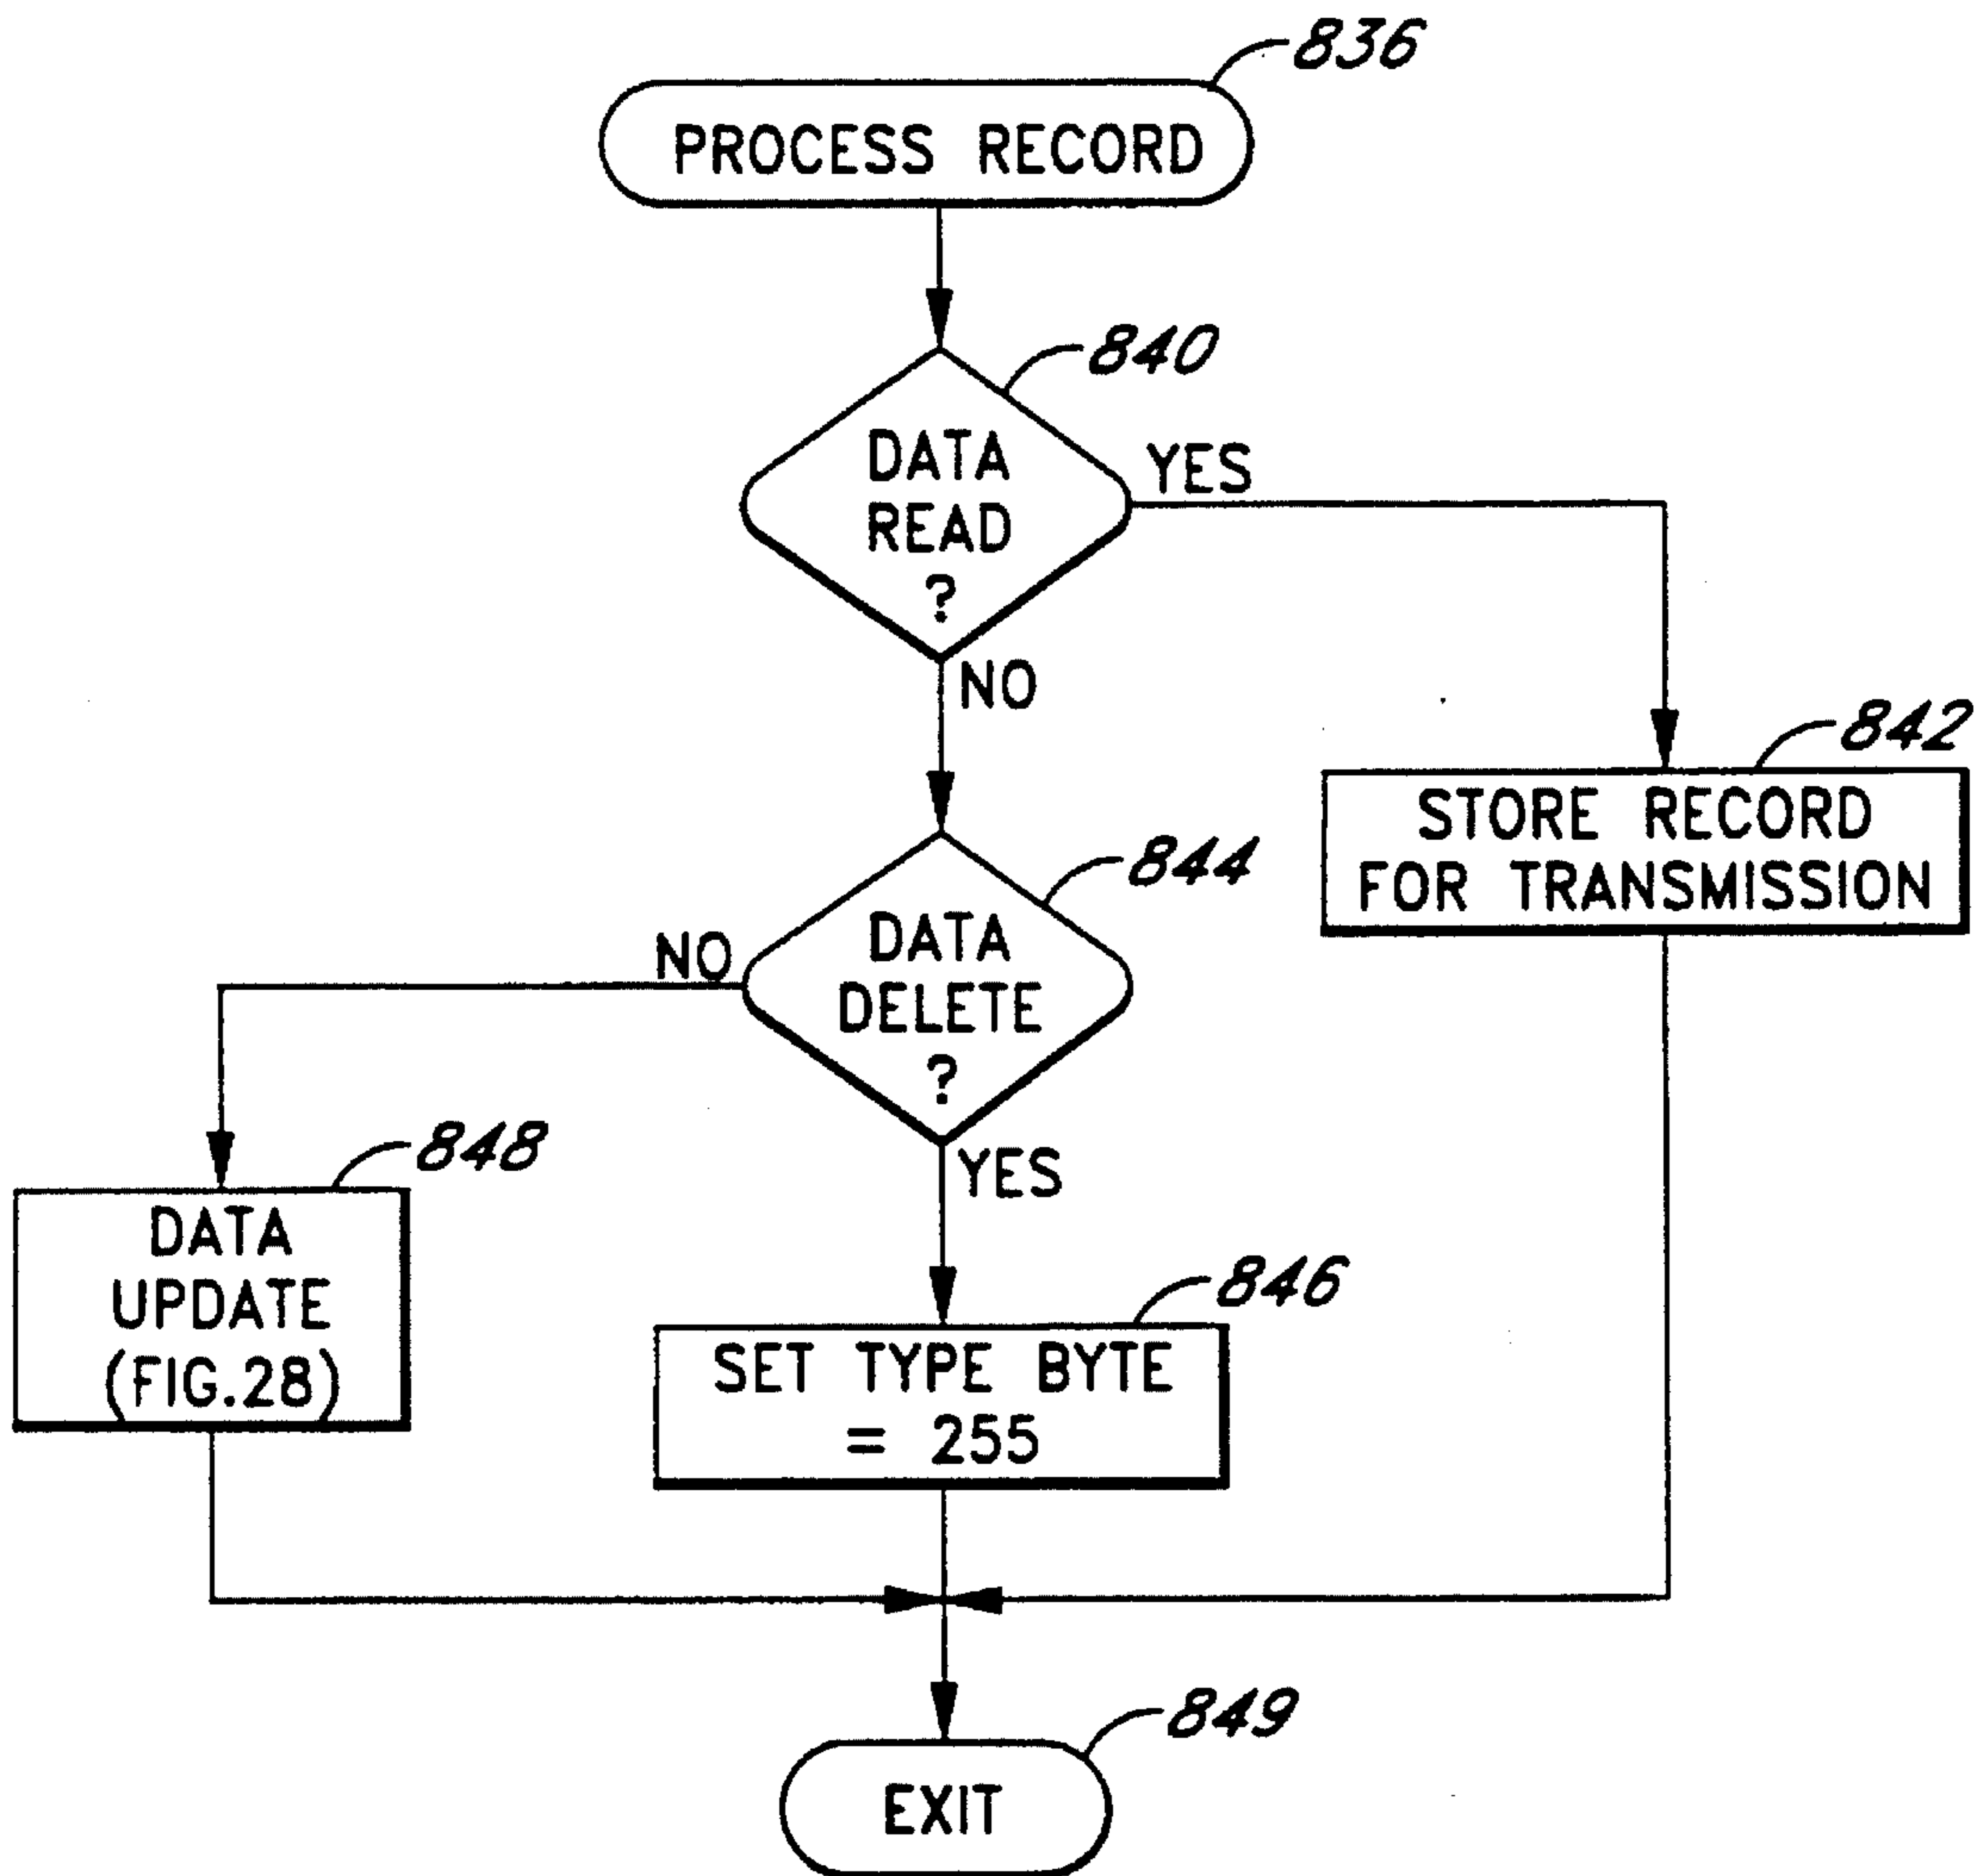 836
PROCESS RECORD
840
DATA
READ
?
YES
NO
842
STORE RECORD
FOR TRANSMISSION
844
DATA
DELETE
?
NO
YES
848
DATA
UPDATE
(FIG.28)
846
SET TYPE BYTE
= 255
849
EXIT